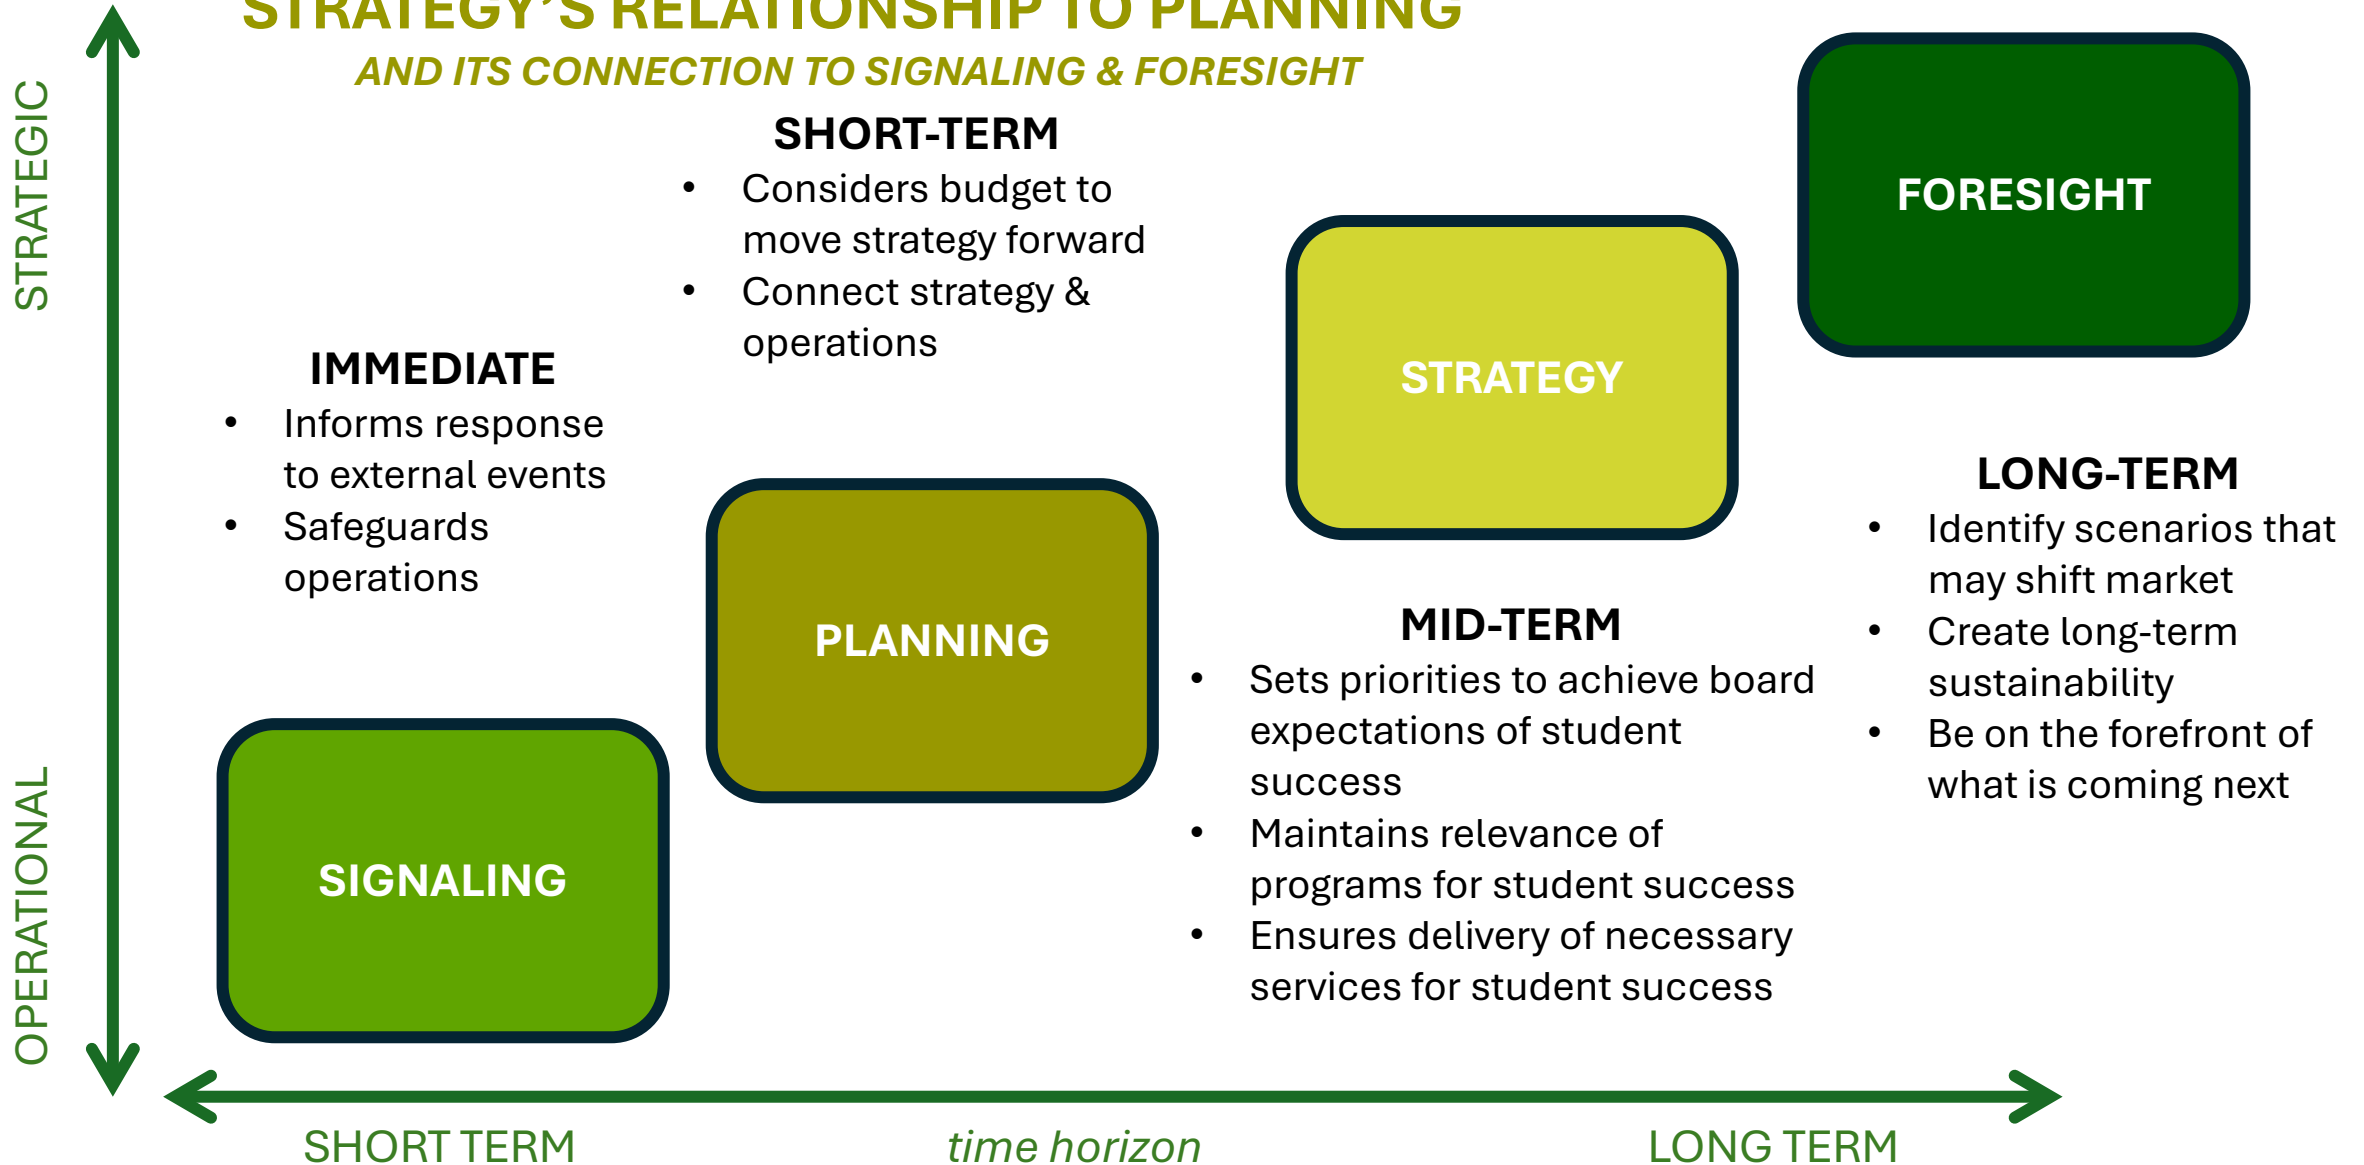 STRATEGY'S RELATIONSHIP TO PLANNING
AND ITS CONNECTION TO SIGNALING & FORESIGHT
STRATEGIC
OPERATIONAL
IMMEDIATE
• Informs response
to external events
• Safeguards
operations
SIGNALING
SHORT-TERM
• Considers budget to
move strategy forward
• Connect strategy &
operations
PLANNING
STRATEGY
MID-TERM
• Sets priorities to achieve board
expectations of student
success
• Maintains relevance of
programs for student success
• Ensures delivery of necessary
services for student success
FORESIGHT
LONG-TERM
• Identify scenarios that
may shift market
• Create long-term
sustainability
• Be on the forefront of
what is coming next
SHORT TERM
time horizon
LONG TERM